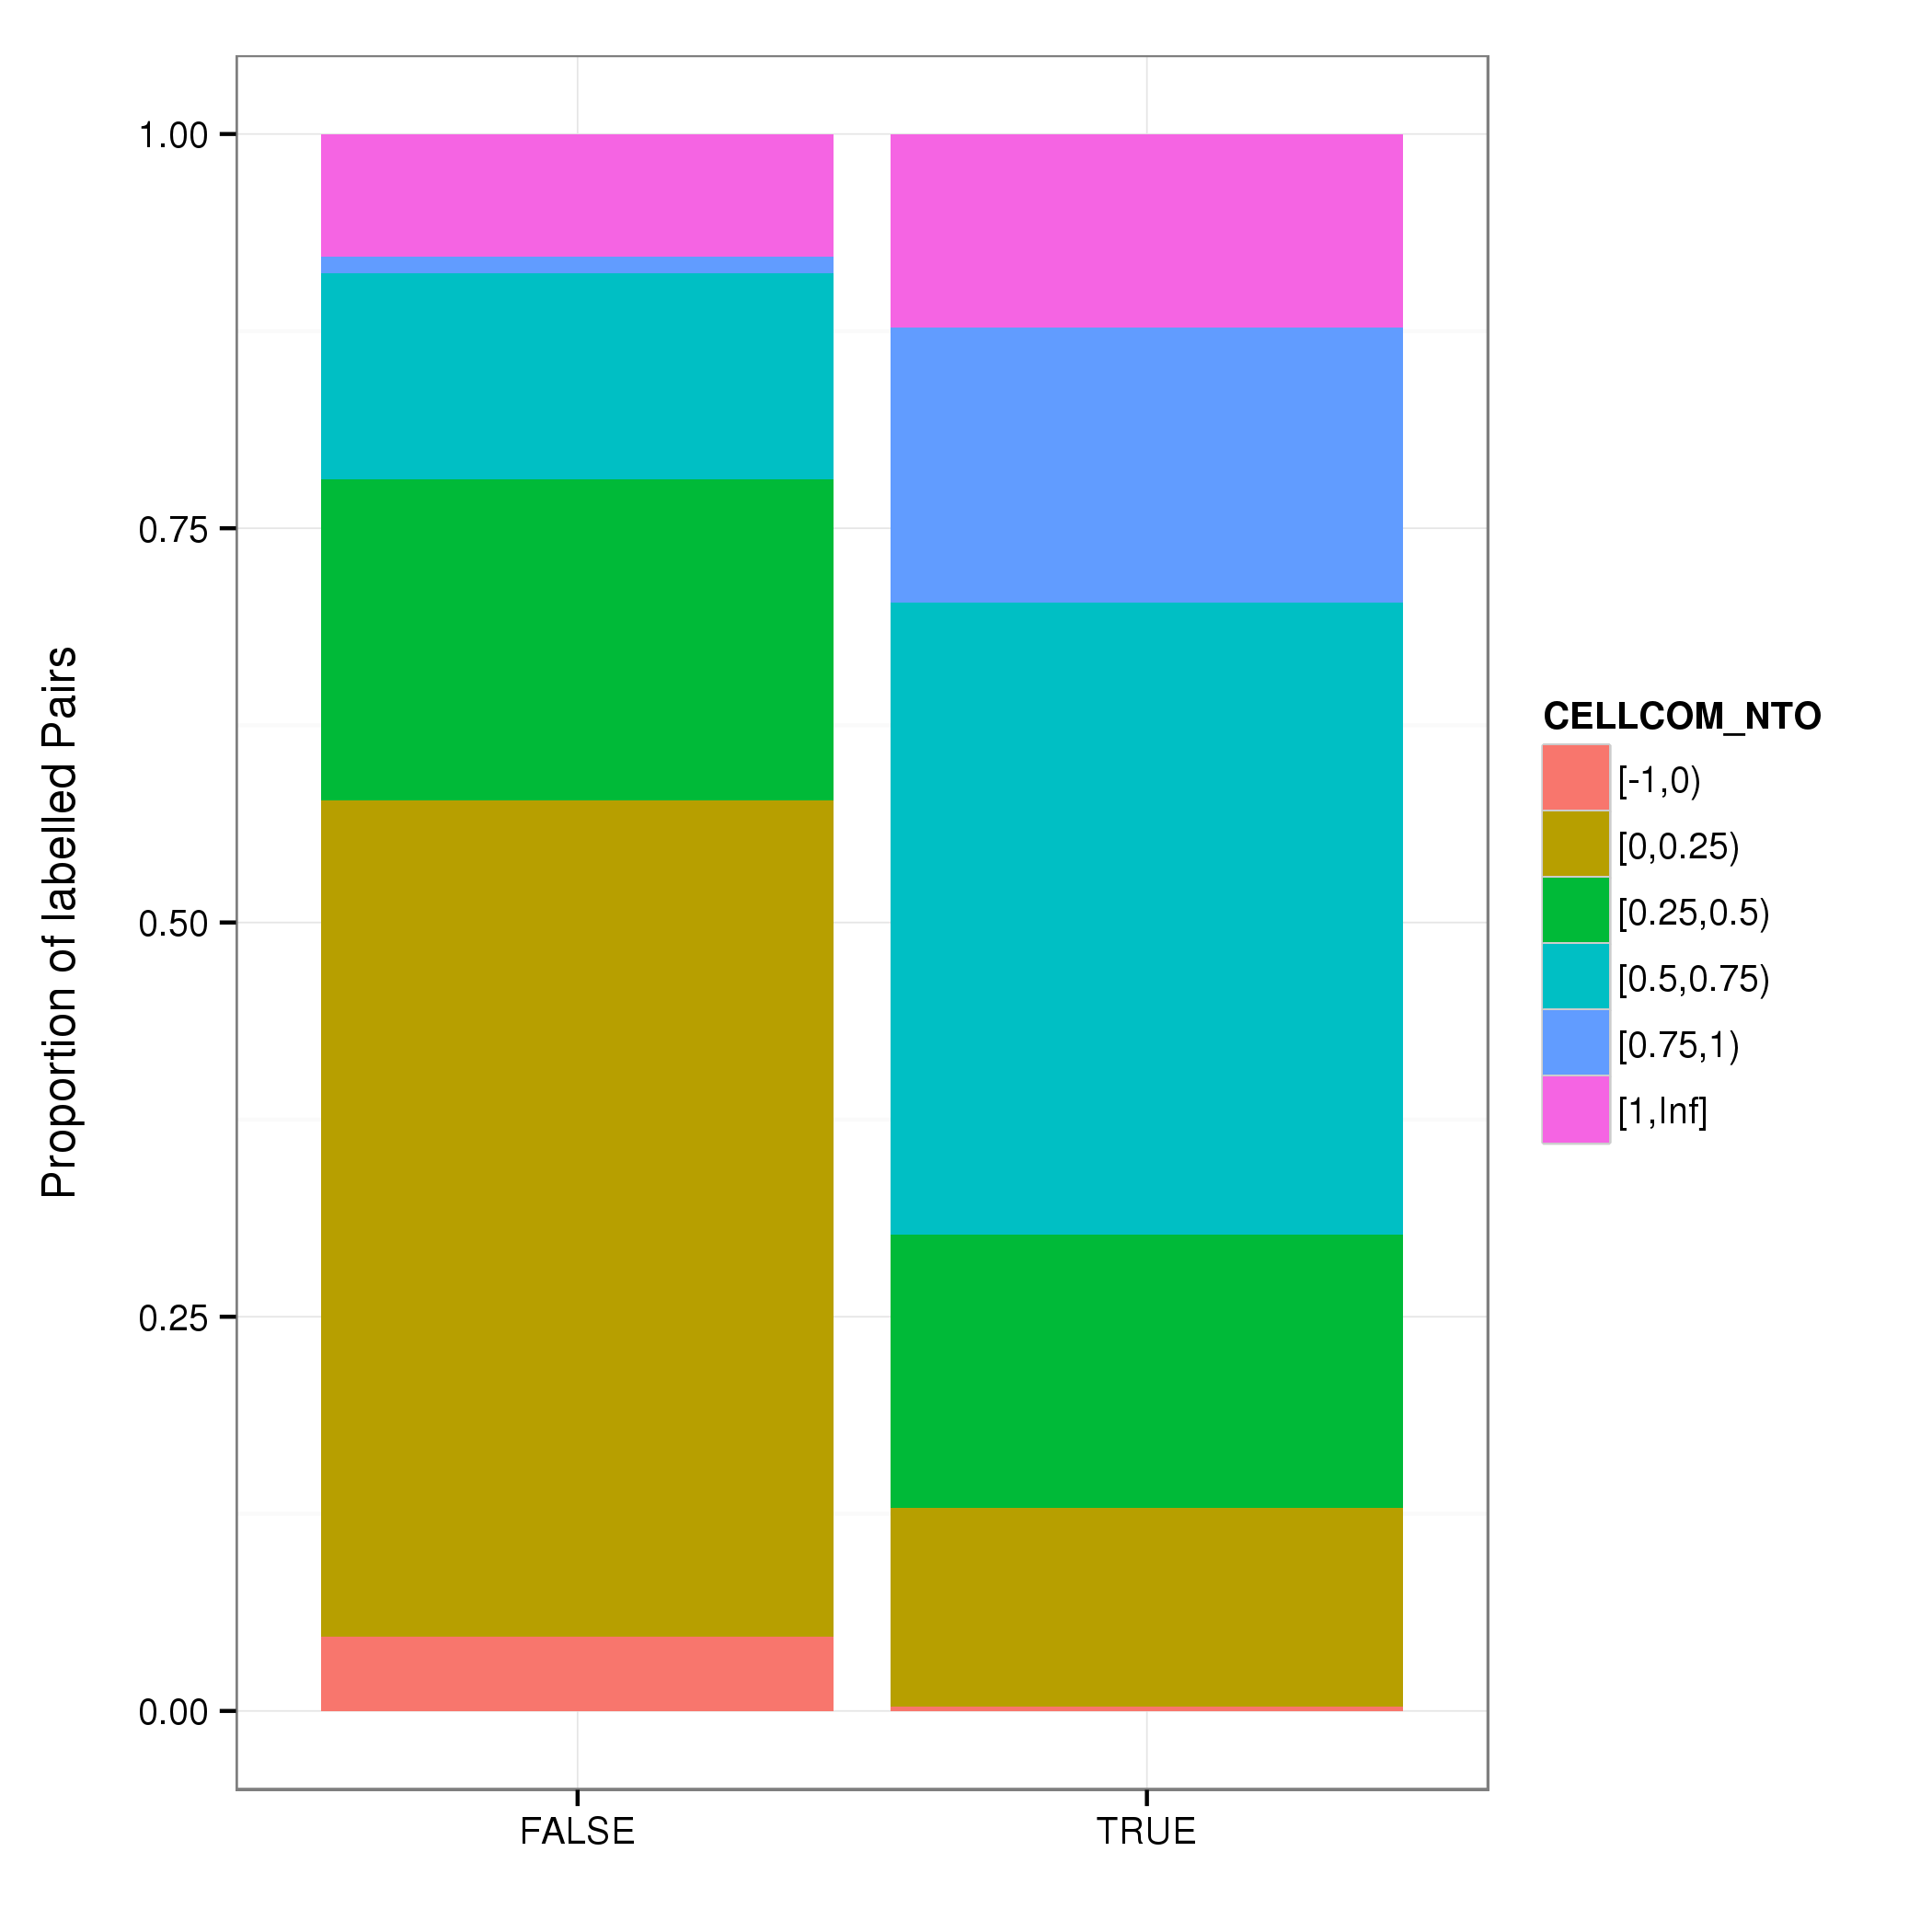 Proportion of labelled Pairs
1.00
0.75
0.50
0.25
0.00
FALSE
TRUE
CELLCOM_NTO
[-1,0)
[0,0.25)
[0.25,0.5)
[0.5,0.75)
[0.75,1)
[1,Inf]